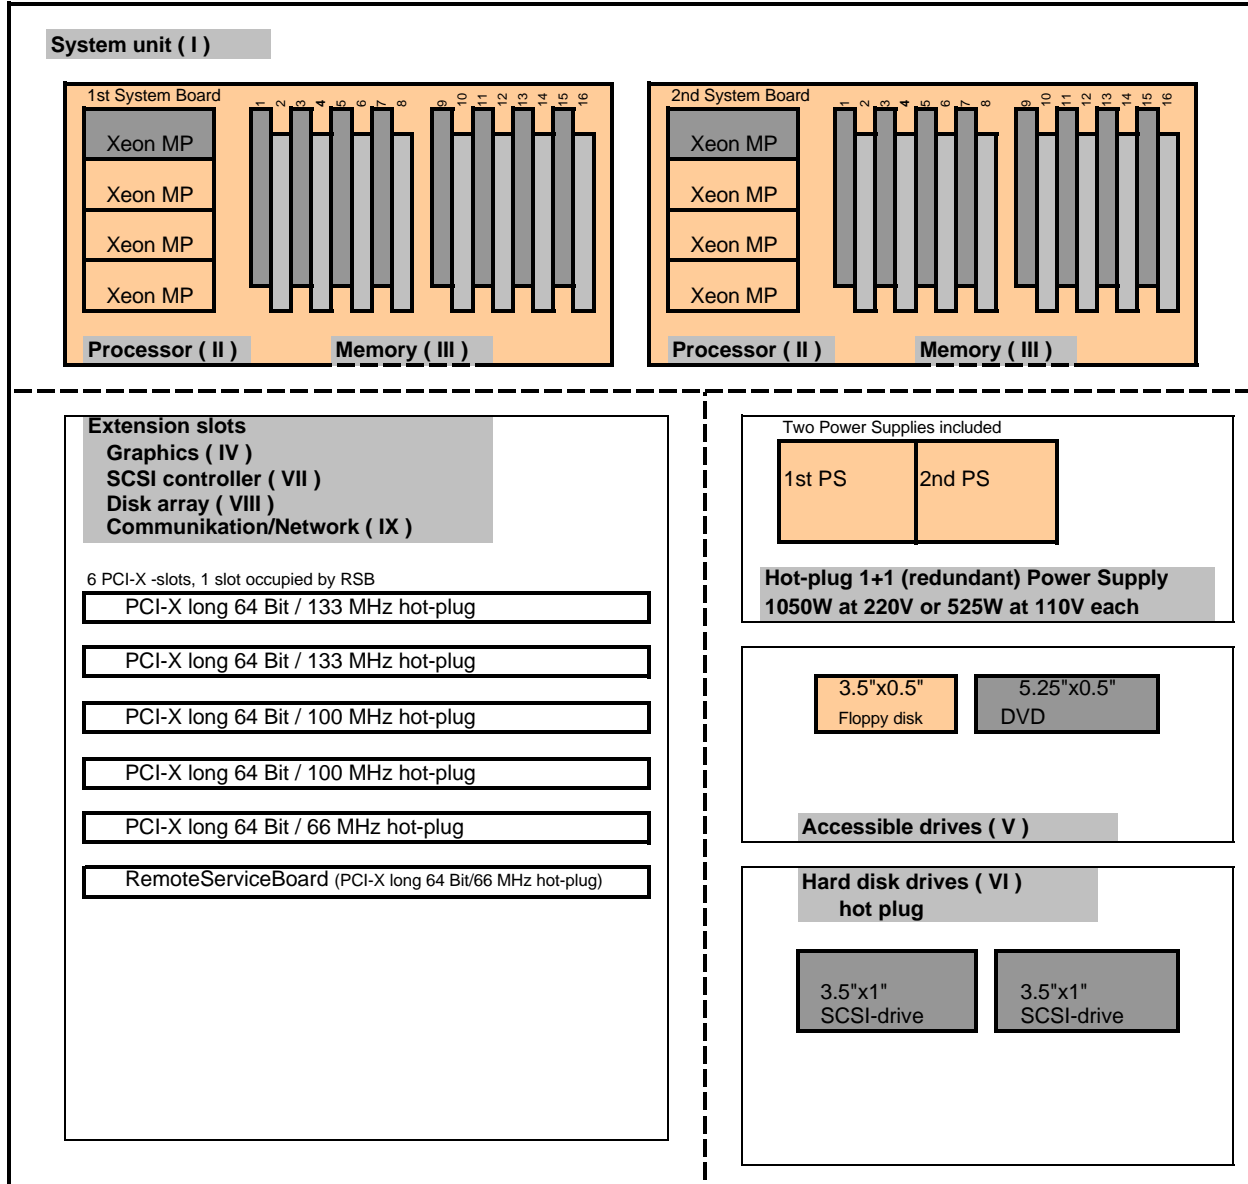 System unit ( I )
1st System Board
1 2 3 4 5 6 7 8 9 10 11 12 13 14 15 16
Xeon MP
Xeon MP
Xeon MP
Xeon MP
Processor ( II )
Memory ( III )
2nd System Board
1 2 3 4 5 6 7 8 9 10 11 12 13 14 15 16
Xeon MP
Xeon MP
Xeon MP
Xeon MP
Processor ( II )
Memory ( III )
Extension slots
Graphics ( IV )
SCSI controller ( VII )
Disk array ( VIII )
Communikation/Network ( IX )
6 PCI-X -slots, 1 slot occupied by RSB
PCI-X long 64 Bit / 133 MHz hot-plug
PCI-X long 64 Bit / 133 MHz hot-plug
PCI-X long 64 Bit / 100 MHz hot-plug
PCI-X long 64 Bit / 100 MHz hot-plug
PCI-X long 64 Bit / 66 MHz hot-plug
RemoteServiceBoard (PCI-X long 64 Bit/66 MHz hot-plug)
Two Power Supplies included
1st PS
2nd PS
Hot-plug 1+1 (redundant) Power Supply
1050W at 220V or 525W at 110V each
3.5"x0.5"
Floppy disk
5.25"x0.5"
DVD
Accessible drives ( V )
Hard disk drives ( VI )
hot plug
3.5"x1"
SCSI-drive
3.5"x1"
SCSI-drive